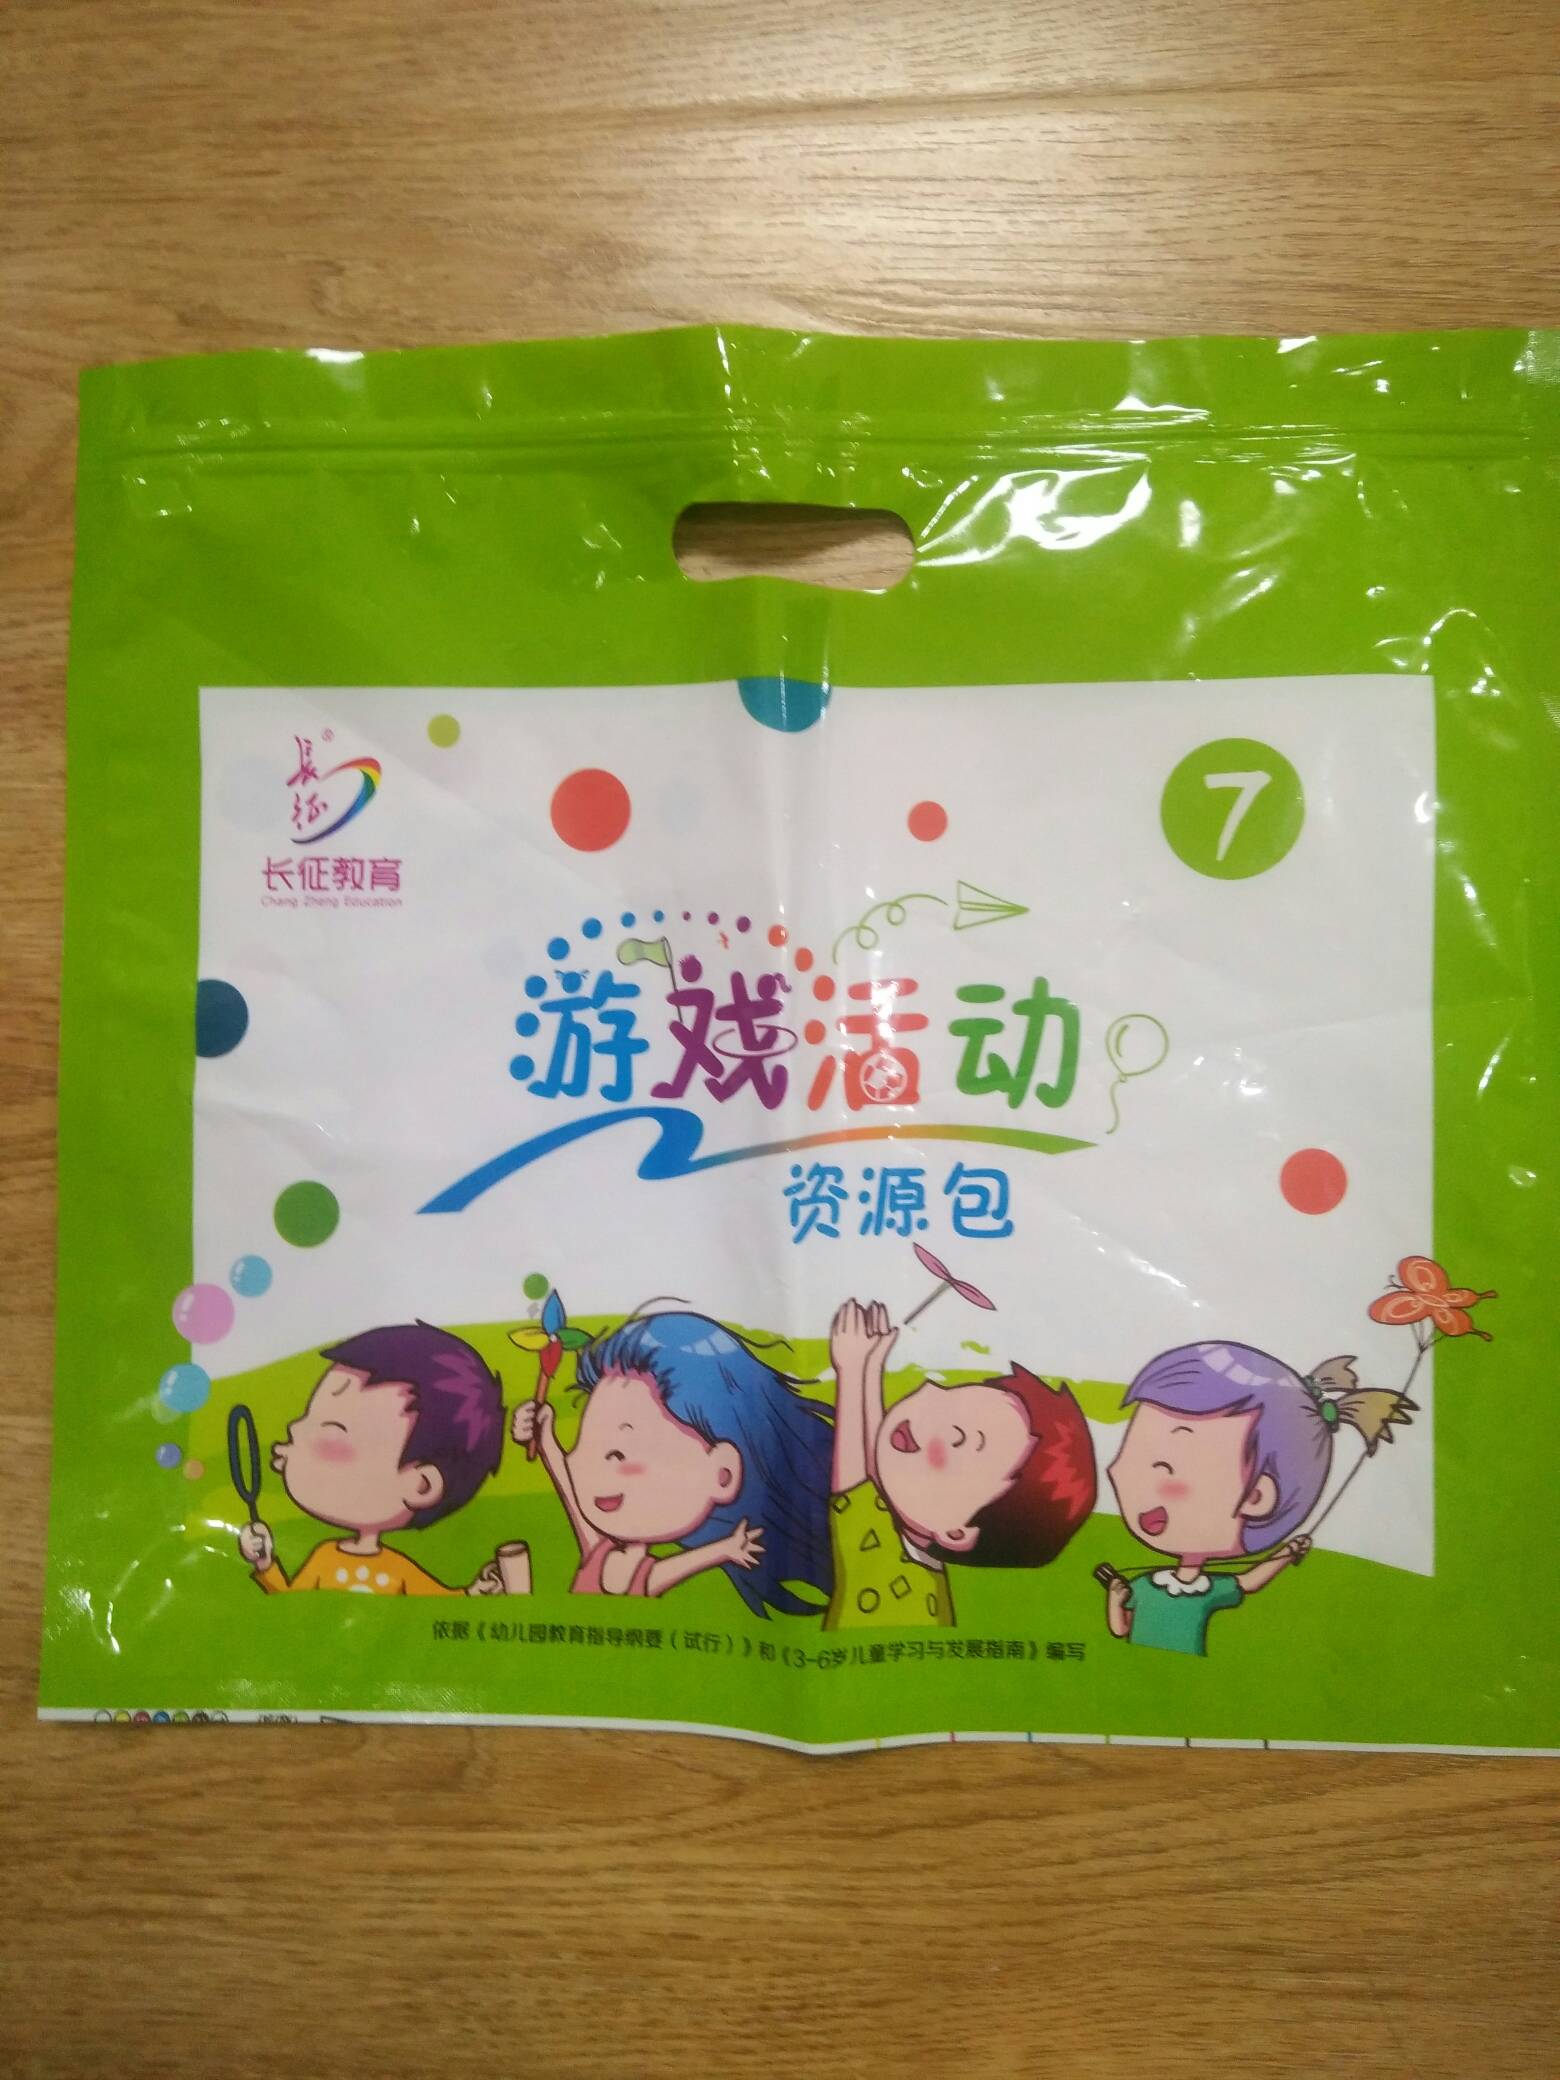 長征®
长征教育
Chang Zheng Education
7
游戏活动
资源包
依据《幼儿园教育指导纲要（试行）》和《3-6岁儿童学习与发展指南》编写